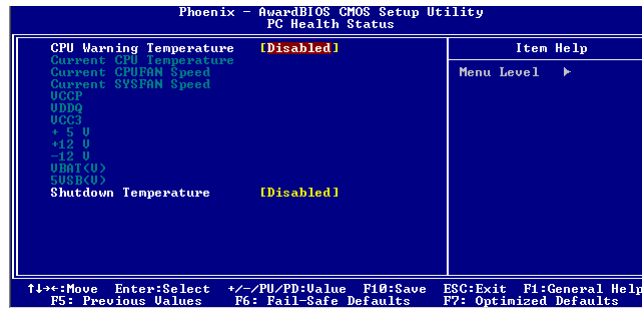 Phoenix - AwardBIOS CMOS Setup Utility
PC Health Status
CPU Warning Temperature [Disabled]
Current CPU Temperature
Current CPUFAN Speed
Current SYSFAN Speed
VCCP
VDDQ
VCC3
+ 5 V
+12 V
-12 V
VBAT(V)
5VSB(V)
Shutdown Temperature [Disabled]
Item Help
Menu Level ►
↑↓→←:Move Enter:Select +/-/PU/PD:Value F10:Save ESC:Exit F1:General Help
F5: Previous Values F6: Fail-Safe Defaults F7: Optimized Defaults